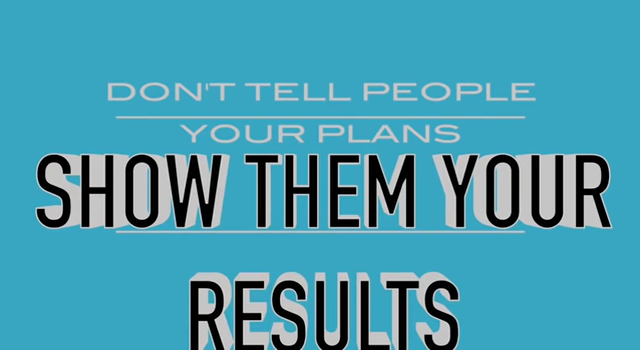 DON'T TELL PEOPLE
YOUR PLANS
SHOW THEM YOUR
RESULTS